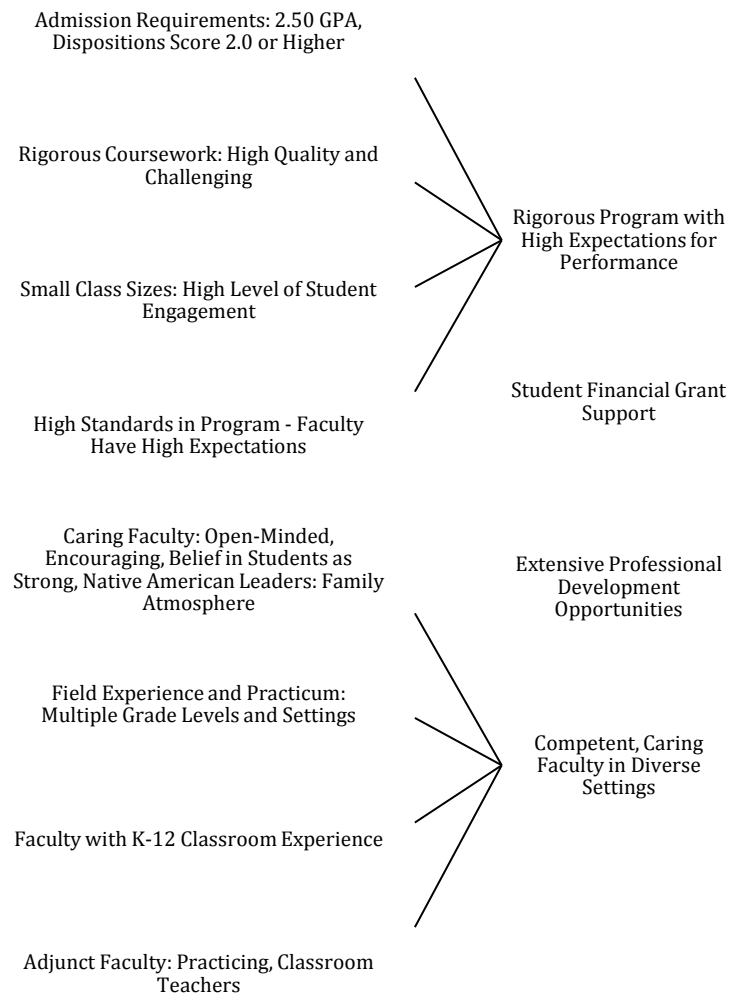 Admission Requirements: 2.50 GPA,
Dispositions Score 2.0 or Higher
Rigorous Coursework: High Quality and
Challenging
Small Class Sizes: High Level of Student
Engagement
High Standards in Program - Faculty
Have High Expectations
Caring Faculty: Open-Minded,
Encouraging, Belief in Students as
Strong, Native American Leaders: Family
Atmosphere
Field Experience and Practicum:
Multiple Grade Levels and Settings
Faculty with K-12 Classroom Experience
Adjunct Faculty: Practicing, Classroom
Teachers
Rigorous Program with
High Expectations for
Performance
Student Financial Grant
Support
Extensive Professional
Development
Opportunities
Competent, Caring
Faculty in Diverse
Settings